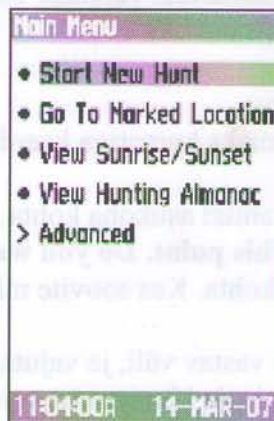 Main Menu
• Start New Hunt
• Go To Marked Location
• View Sunrise/Sunset
• View Hunting Almanac
> Advanced
11:04:00A 14-MAR-07